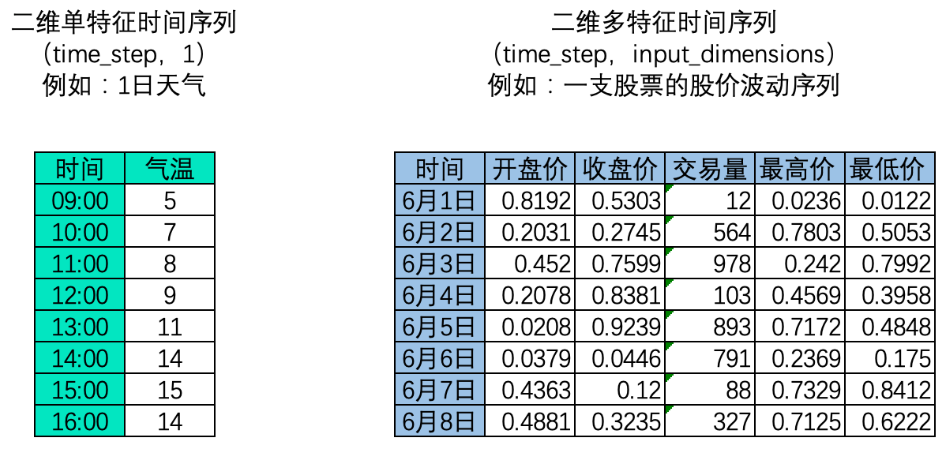 二维单特征时间序列
（time_step，1）
例如：1日天气
二维多特征时间序列
（time_step，input_dimensions）
例如：一支股票的股价波动序列
时间 气温
09:00 5
10:00 7
11:00 8
12:00 9
13:00 11
14:00 14
15:00 15
16:00 14
时间 开盘价 收盘价 交易量 最高价 最低价
6月1日 0.8192 0.5303 12 0.0236 0.0122
6月2日 0.2031 0.2745 564 0.7803 0.5053
6月3日 0.452 0.7599 978 0.242 0.7992
6月4日 0.2078 0.8381 103 0.4569 0.3958
6月5日 0.0208 0.9239 893 0.7172 0.4848
6月6日 0.0379 0.0446 791 0.2369 0.175
6月7日 0.4363 0.12 88 0.7329 0.8412
6月8日 0.4881 0.3235 327 0.7125 0.6222